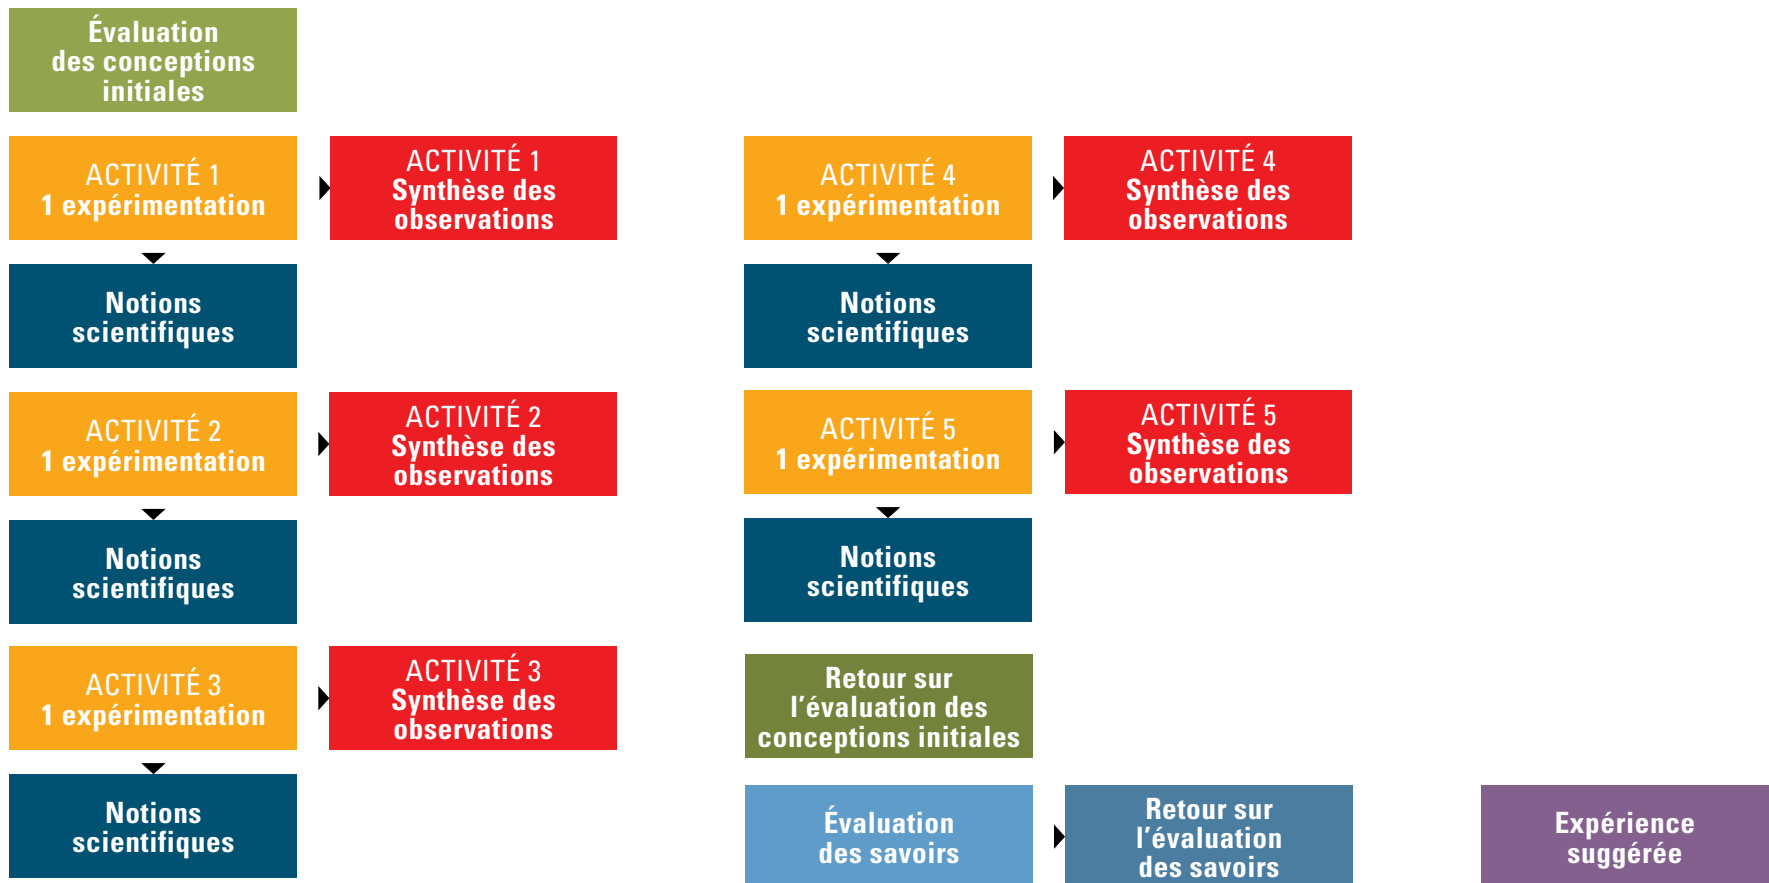 Évaluation
des conceptions
initiales
ACTIVITÉ 1
1 expérimentation
ACTIVITÉ 1
Synthèse des
observations
Notions
scientifiques
ACTIVITÉ 2
1 expérimentation
ACTIVITÉ 2
Synthèse des
observations
Notions
scientifiques
ACTIVITÉ 3
1 expérimentation
ACTIVITÉ 3
Synthèse des
observations
Notions
scientifiques
ACTIVITÉ 4
1 expérimentation
ACTIVITÉ 4
Synthèse des
observations
Notions
scientifiques
ACTIVITÉ 5
1 expérimentation
ACTIVITÉ 5
Synthèse des
observations
Notions
scientifiques
Retour sur
l’évaluation des
conceptions initiales
Évaluation
des savoirs
Retour sur
l’évaluation
des savoirs
Expérience
suggérée